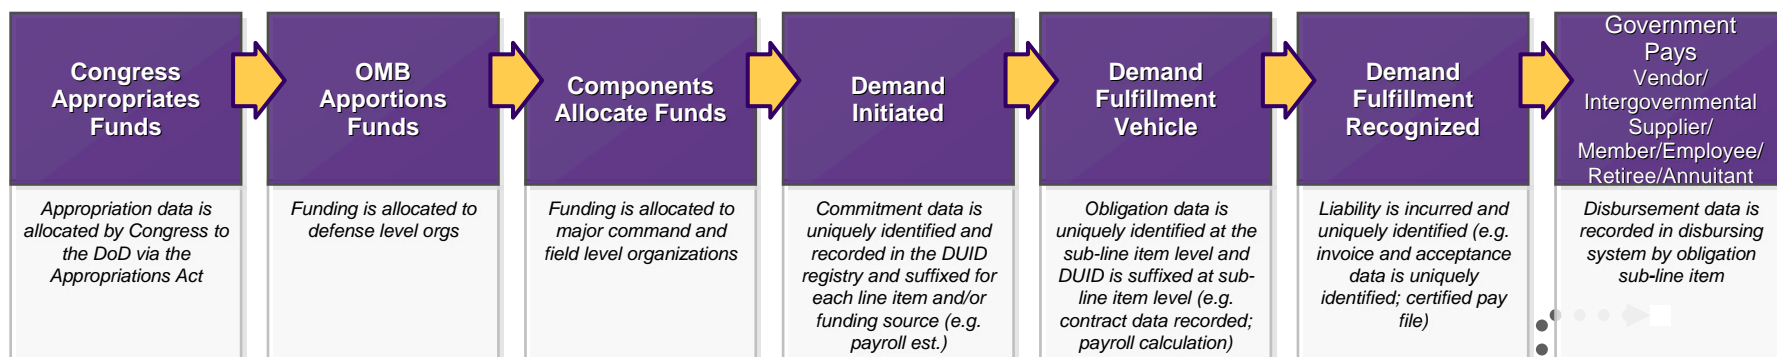 Congress
Appropriates
Funds
OMB
Apportions
Funds
Components
Allocate Funds
Demand
Initiated
Demand
Fulfillment
Vehicle
Demand
Fulfillment
Recognized
Government
Pays
Vendor/
Intergovernmental
Supplier/
Member/Employee/
Retiree/Annuitant
Appropriation data is
allocated by Congress to
the DoD via the
Appropriations Act
Funding is allocated to
defense level orgs
Funding is allocated to
major command and
field level organizations
Commitment data is
uniquely identified and
recorded in the DUID
registry and suffixed for
each line item and/or
funding source (e.g.
payroll est.)
Obligation data is
uniquely identified at the
sub-line item level and
DUID is suffixed at sub-
line item level (e.g.
contract data recorded;
payroll calculation)
Liability is incurred and
uniquely identified (e.g.
invoice and acceptance
data is uniquely
identified; certified pay
file)
Disbursement data is
recorded in disbursing
system by obligation
sub-line item